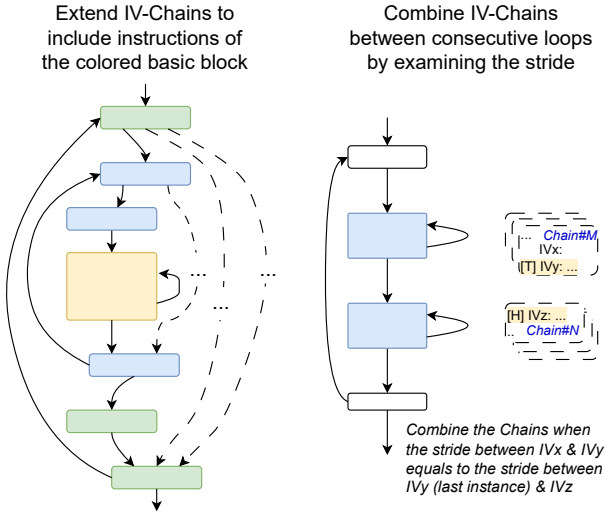 Extend IV-Chains to
include instructions of
the colored basic block
...
...
...
Combine IV-Chains
between consecutive loops
by examining the stride
... Chain#M
IVx:
[T] IVy: ...
[H] IVz: ...
.. Chain#N
Combine the Chains when
the stride between IVx & IVy
equals to the stride between
IVy (last instance) & IVz